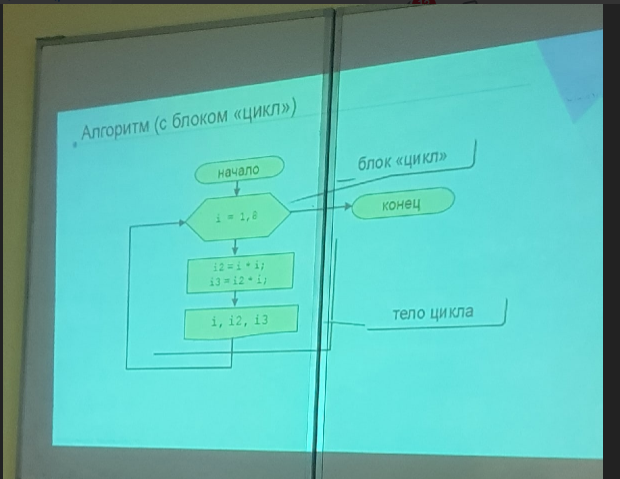 Алгоритм (с блоком «цикл»)
начало
блок «цикл»
i = 1,8
конец
i2 = i * i;
i3 = i2 * i;
i, i2, i3
тело цикла